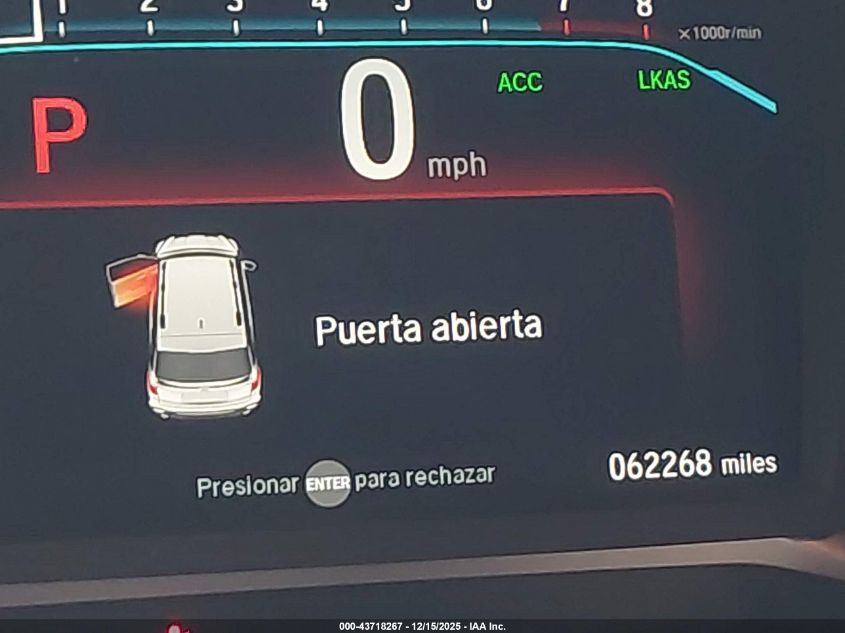 1 2 3 4 5 6 7 8
×1000r/min
P
0 mph
ACC
LKAS
Puerta abierta
Presionar ENTER para rechazar
062268 miles
000-43718267 - 12/15/2025 - IAA Inc.